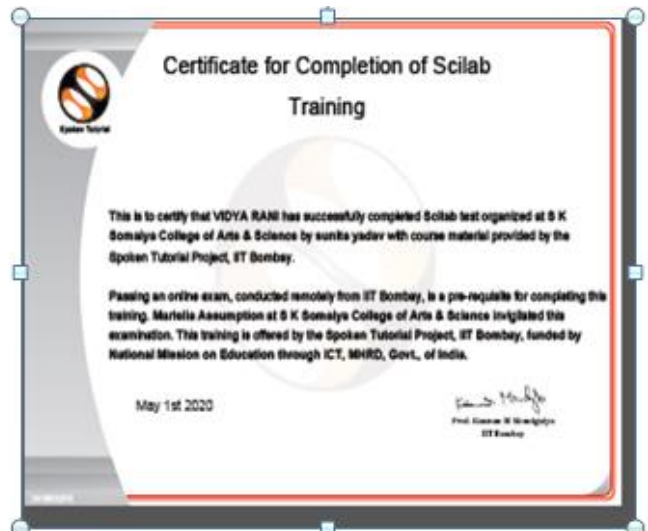 Certificate for Completion of Scilab
Training
Spoken Tutorial
This is to certify that VIDYA RANI has successfully completed Scilab test organized at S K
Somaiya College of Arts & Science by sunita yadav with course material provided by the
Spoken Tutorial Project, IIT Bombay.
Passing an online exam, conducted remotely from IIT Bombay, is a pre-requisite for completing this
training. Mariella Assumption at S K Somaiya College of Arts & Science invigilated this
examination. This training is offered by the Spoken Tutorial Project, IIT Bombay, funded by
National Mission on Education through ICT, MHRD, Govt., of India.
May 1st 2020
Prof. Kannan M Moudgalya
IIT Bombay